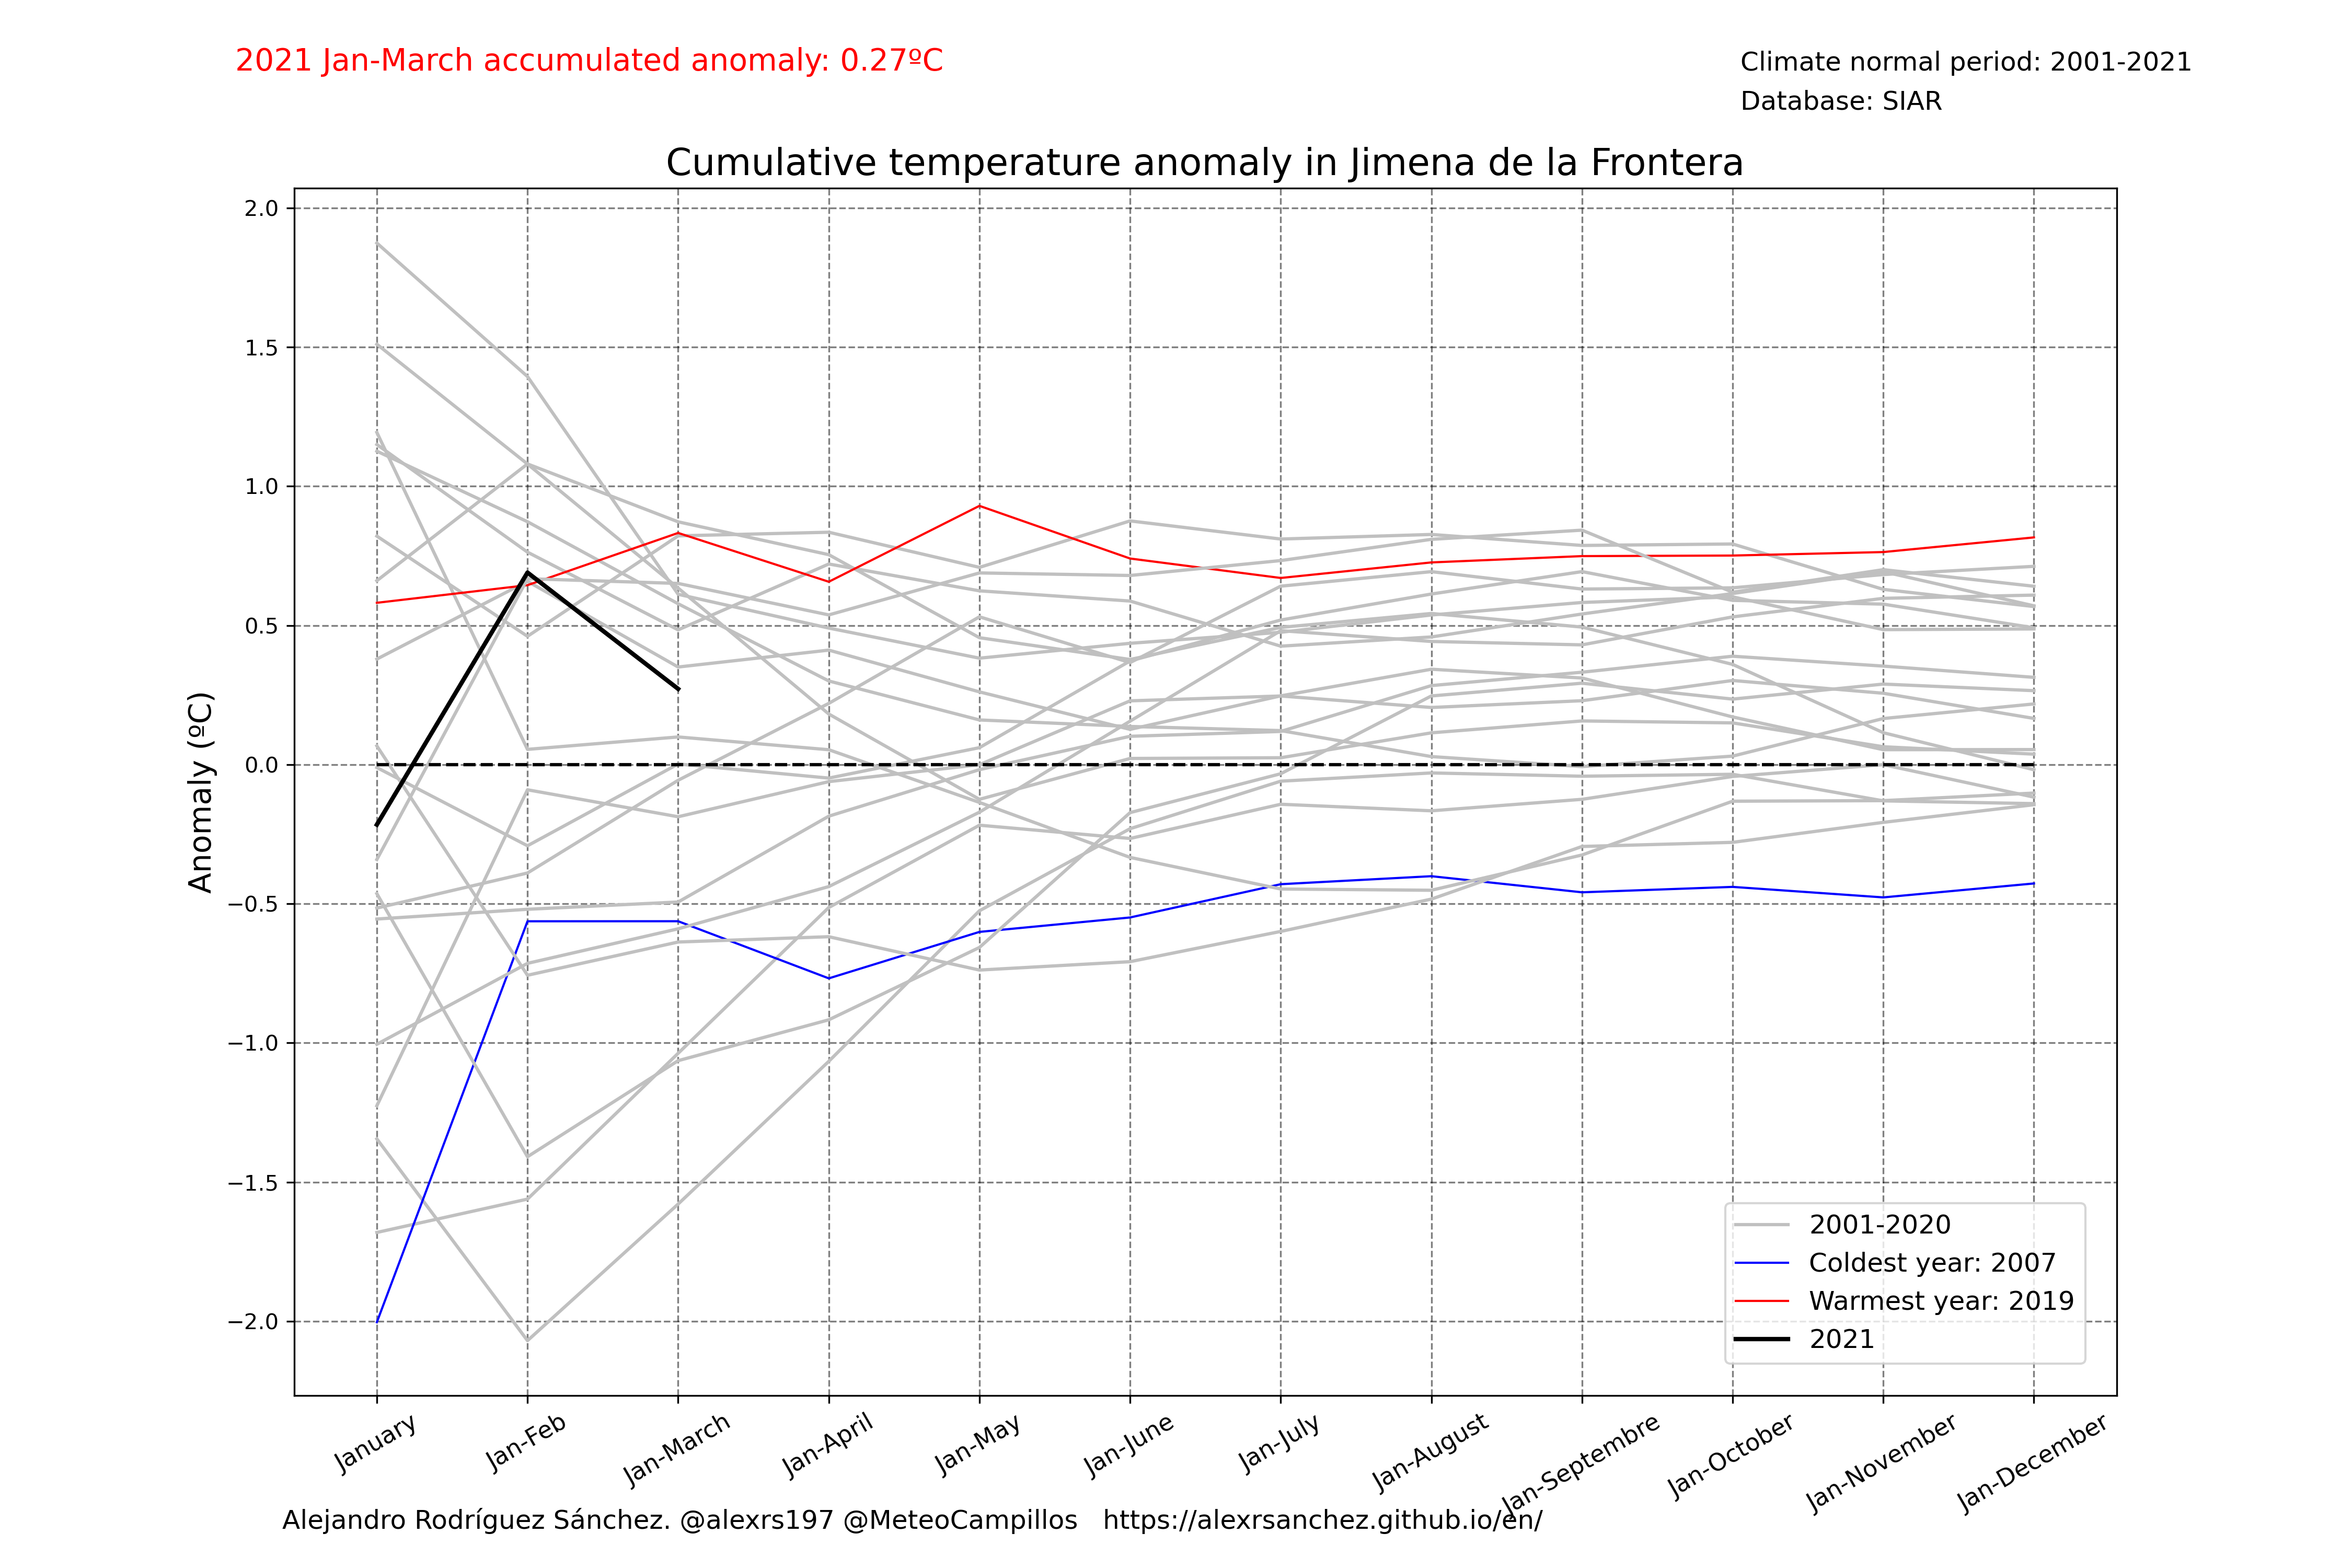 2021 Jan-March accumulated anomaly: 0.27ºC
Climate normal period: 2001-2021
Database: SIAR
Cumulative temperature anomaly in Jimena de la Frontera
Anomaly (ºC)
2.0
1.5
1.0
0.5
0.0
−0.5
−1.0
−1.5
−2.0
2001-2020
Coldest year: 2007
Warmest year: 2019
2021
January
Jan-Feb
Jan-March
Jan-April
Jan-May
Jan-June
Jan-July
Jan-August
Jan-Septembre
Jan-October
Jan-November
Jan-December
Alejandro Rodríguez Sánchez. @alexrs197 @MeteoCampillos https://alexrsanchez.github.io/en/